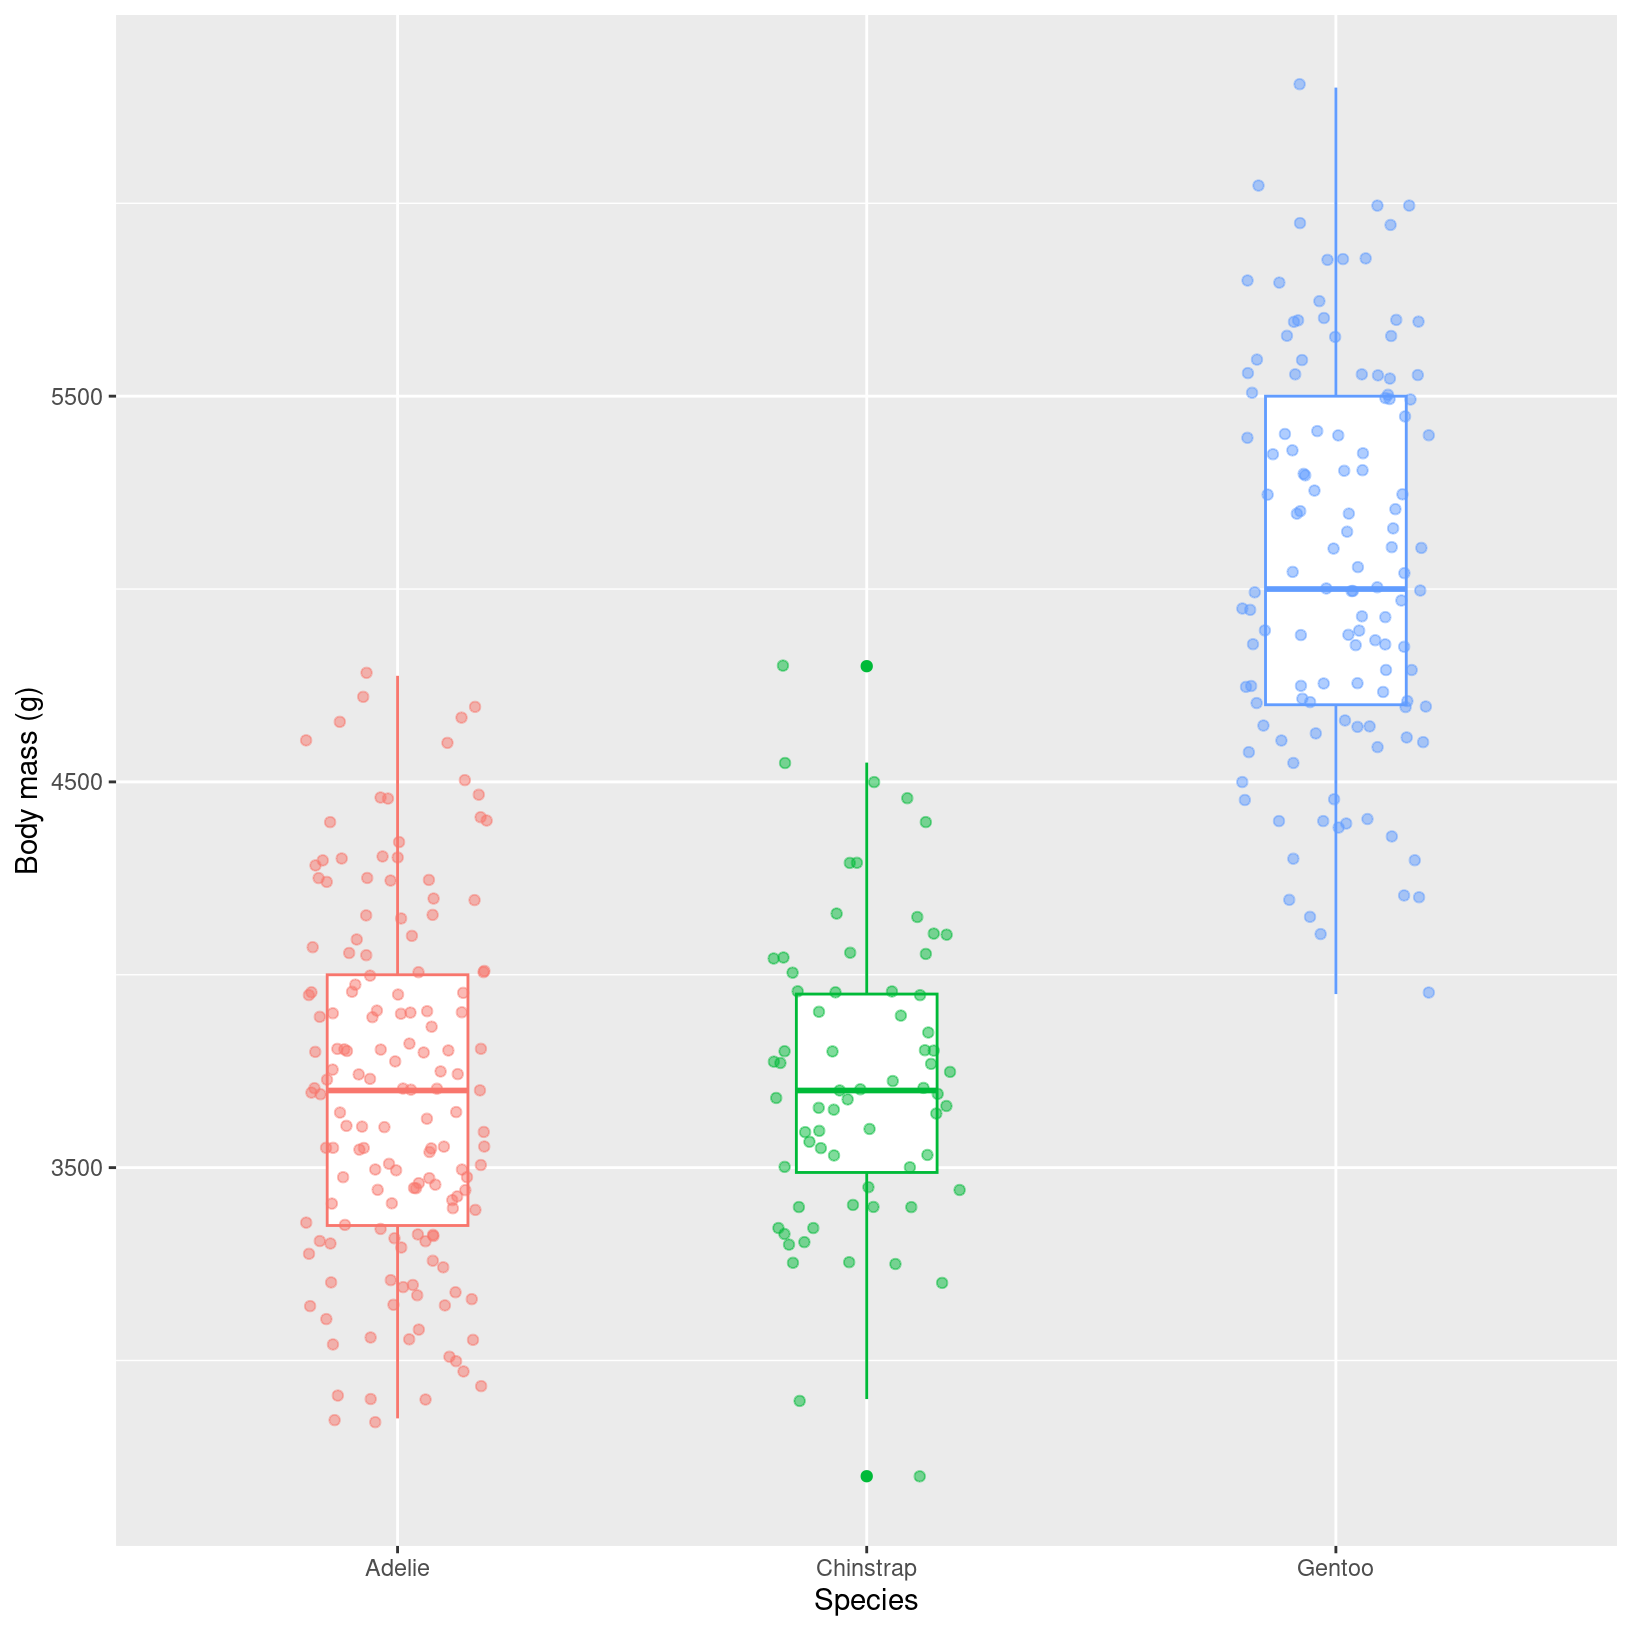 Body mass (g)
5500
4500
3500
Adelie
Chinstrap
Gentoo
Species